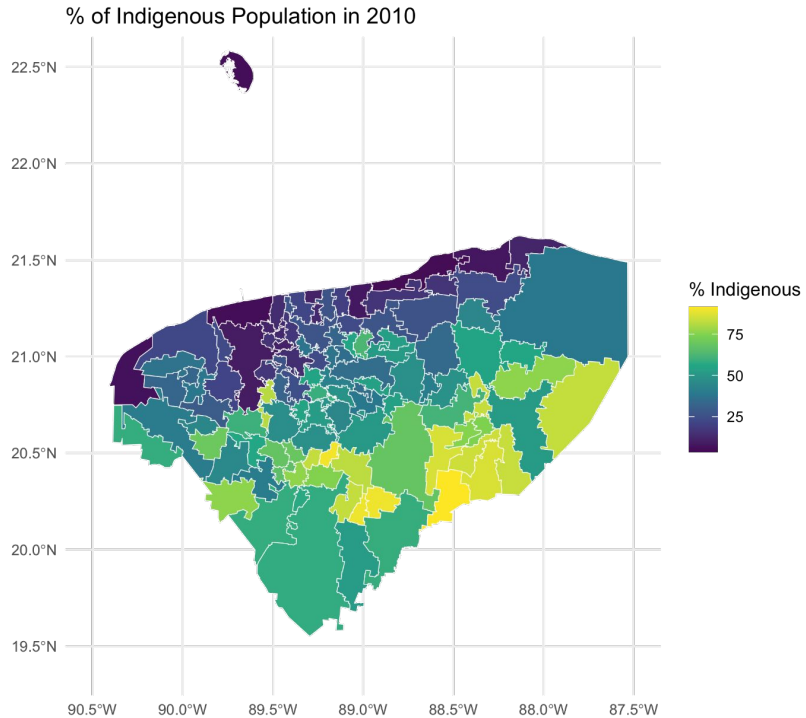 % of Indigenous Population in 2010
22.5°N
22.0°N
21.5°N
21.0°N
20.5°N
20.0°N
19.5°N
90.5°W 90.0°W 89.5°W 89.0°W 88.5°W 88.0°W 87.5°W
% Indigenous
75
50
25